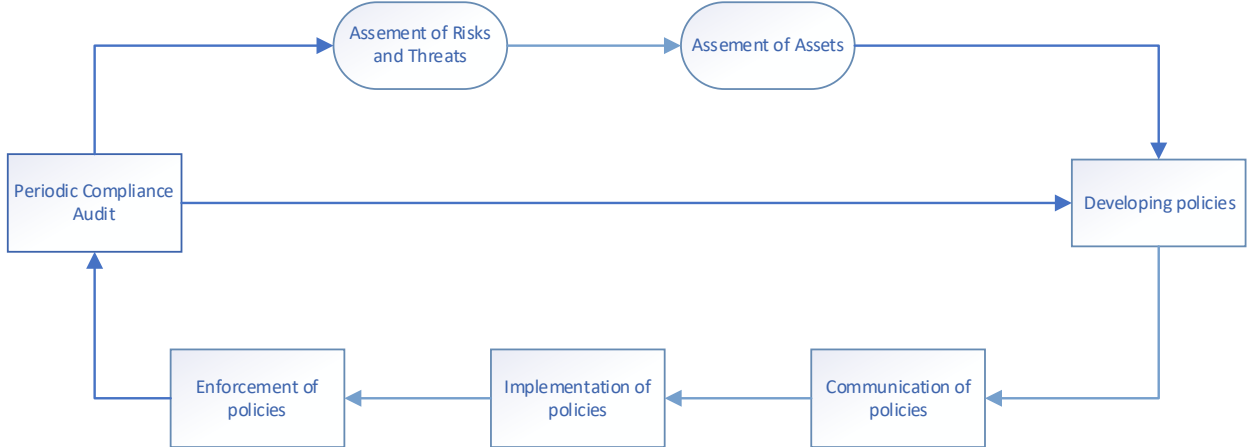 Assement of Risks
and Threats
Assement of Assets
Periodic Compliance
Audit
Developing policies
Enforcement of
policies
Implementation of
policies
Communication of
policies